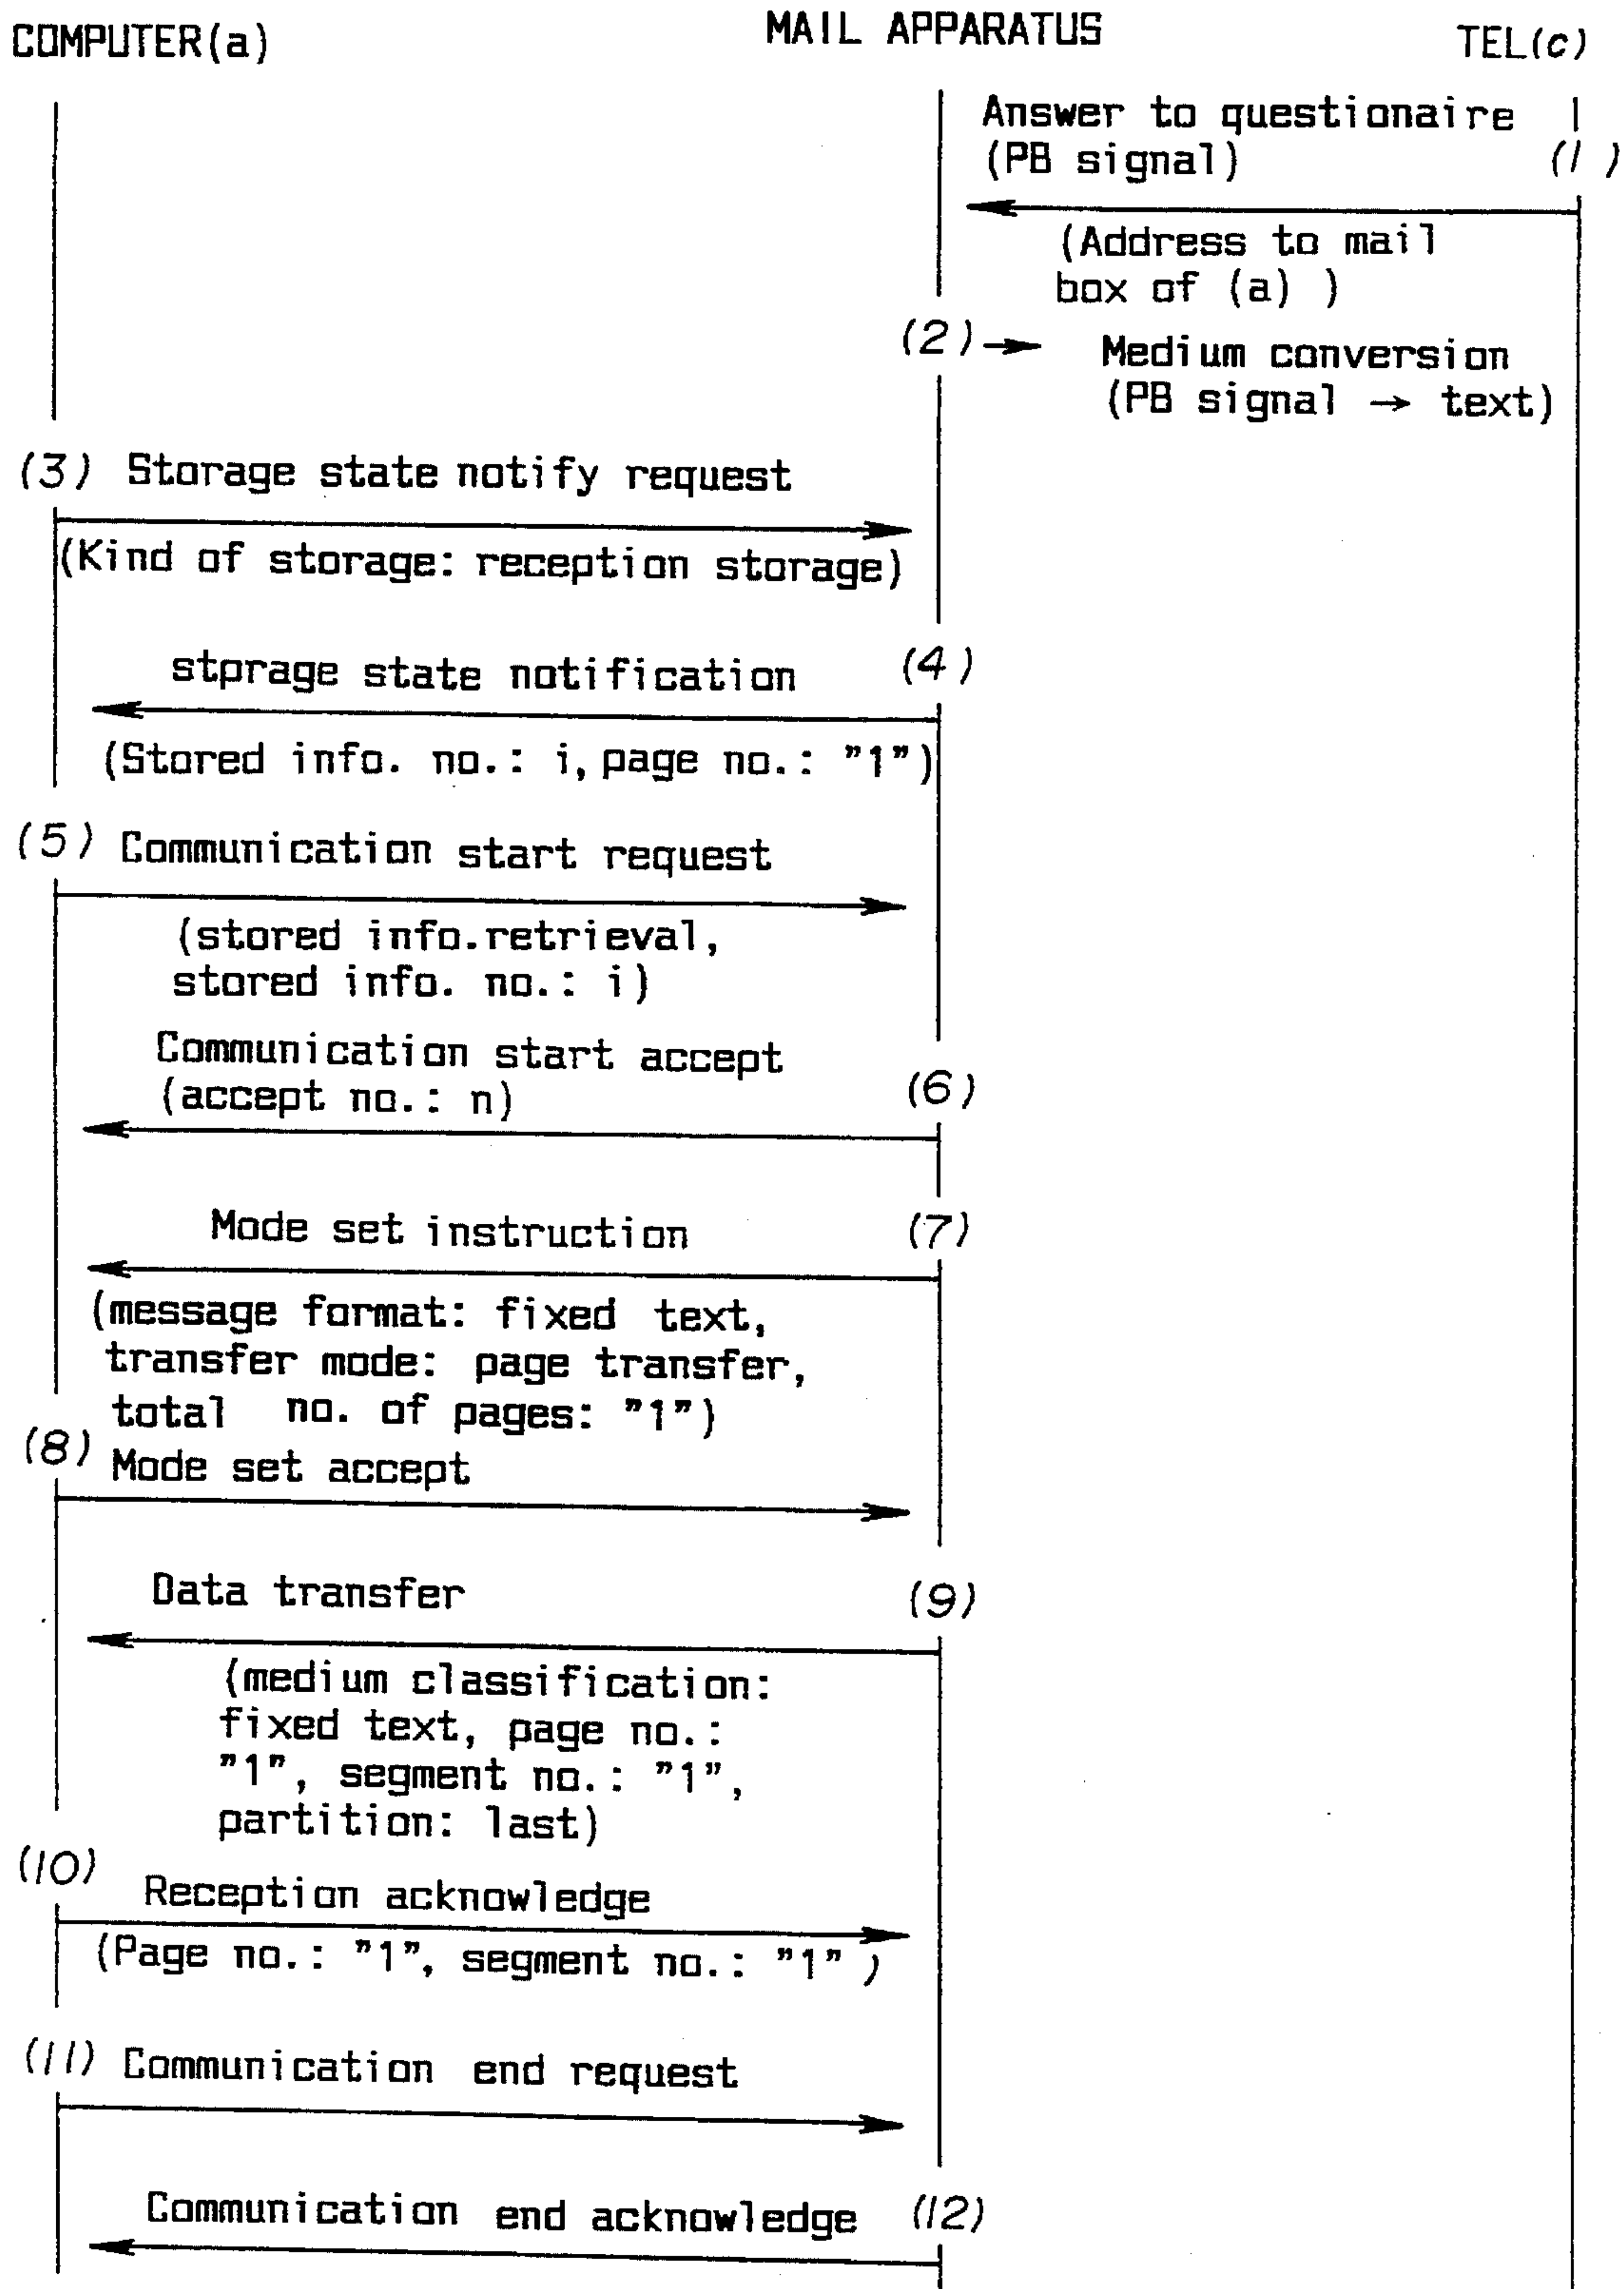 COMPUTER(a) MAIL APPARATUS TEL(c)
Answer to questionaire
(PB signal) (1)
(Address to mail
box of (a) )
(2) → Medium conversion
(PB signal → text)
(3) Storage state notify request
(Kind of storage: reception storage)
stprage state notification (4)
(Stored info. no.: i, page no.: "1")
(5) Communication start request
(stored info.retrieval,
stored info. no.: i)
Communication start accept
(accept no.: n) (6)
Mode set instruction (7)
(message format: fixed text,
transfer mode: page transfer,
total no. of pages: "1")
(8) Mode set accept
Data transfer (9)
(medium classification:
fixed text, page no.:
"1", segment no.: "1",
partition: last)
(10) Reception acknowledge
(Page no.: "1", segment no.: "1" )
(11) Communication end request
Communication end acknowledge (12)